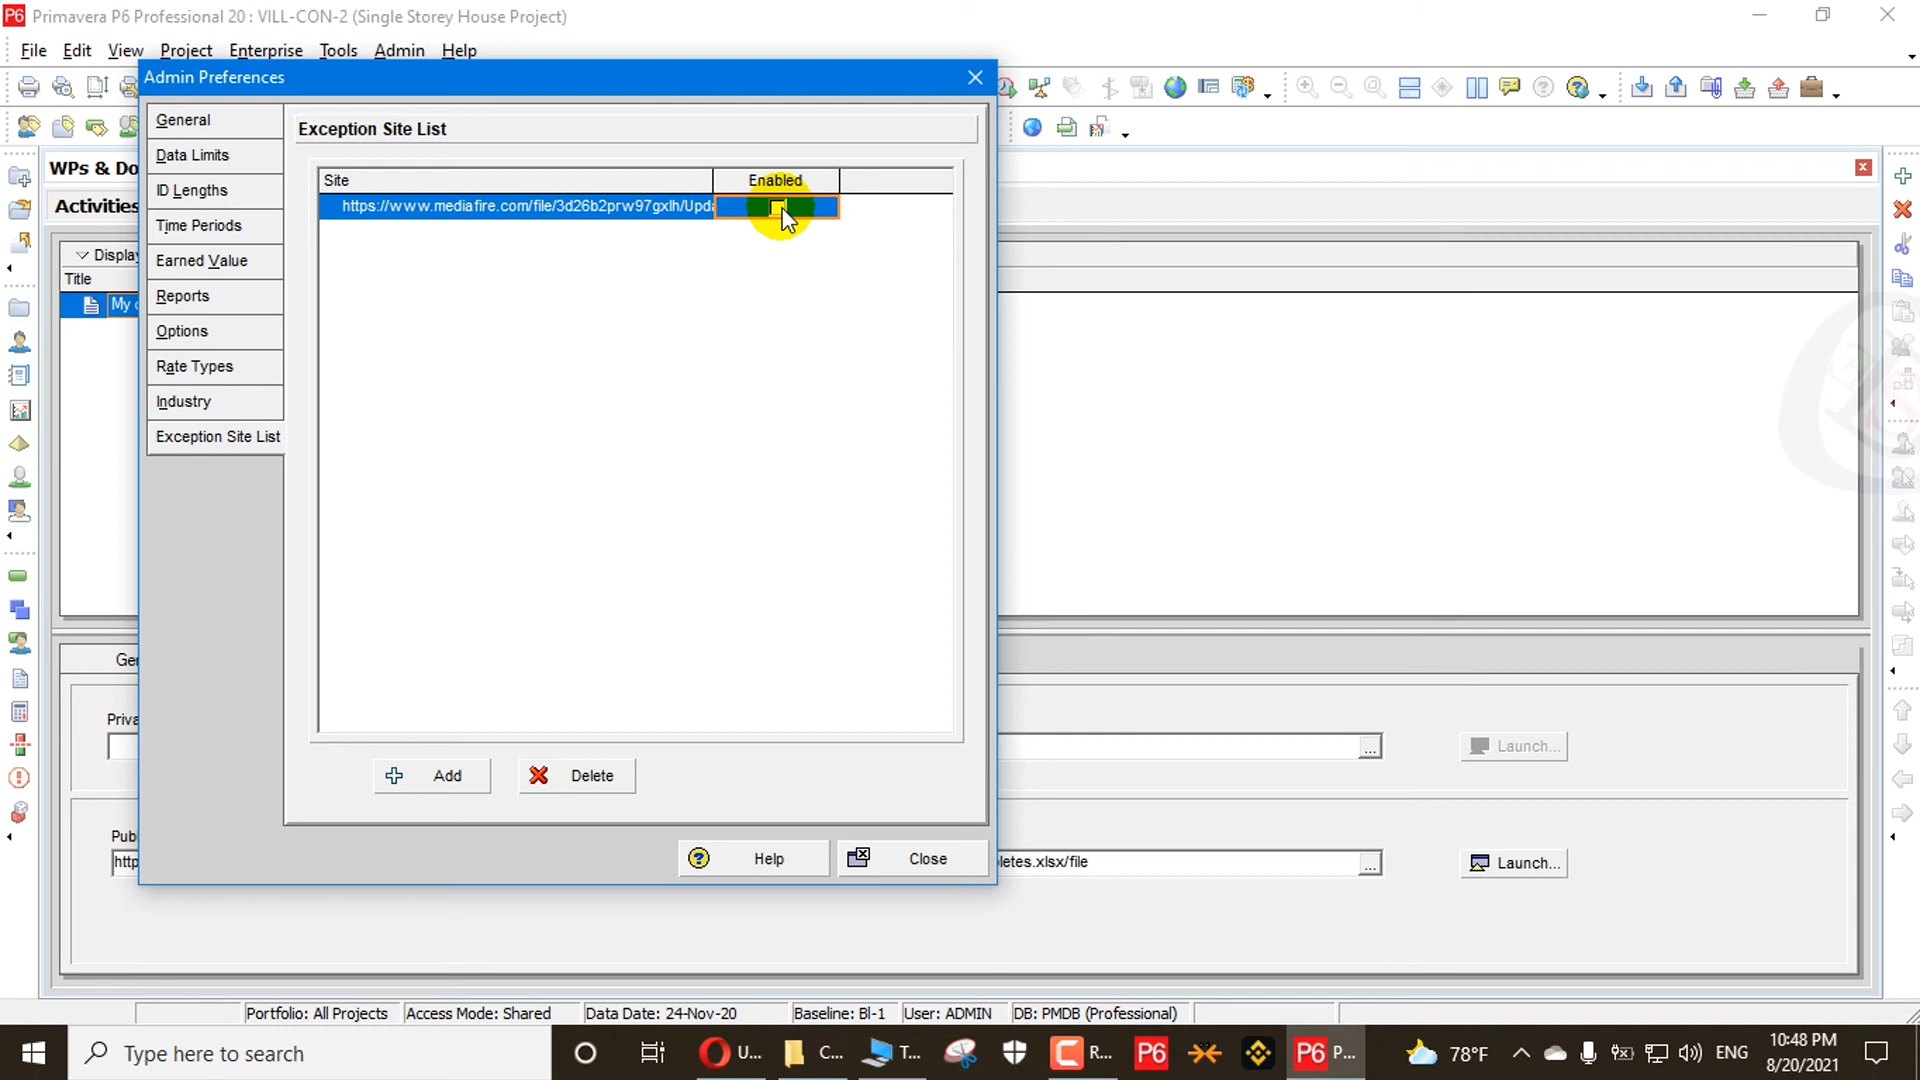 P6 Primavera P6 Professional 20 : VILL-CON-2 (Single Storey House Project)
File Edit View Project Enterprise Tools Admin Help
Admin Preferences
General
Data Limits
ID Lengths
Time Periods
Earned Value
Reports
Options
Rate Types
Industry
Exception Site List
Exception Site List
Site Enabled
https://www.mediafire.com/file/3d26b2prw97gxlh/Upd
Add Delete
Help Close
WPs & Do
Activities
Display
Title
My
Ge
Priva
... Launch...
Pub
http
letes.xlsx/file ... Launch...
Portfolio: All Projects Access Mode: Shared Data Date: 24-Nov-20 Baseline: Bl-1 User: ADMIN DB: PMDB (Professional)
Type here to search U... C... T... R... P6 P6 P... 78°F ENG 10:48 PM
8/20/2021